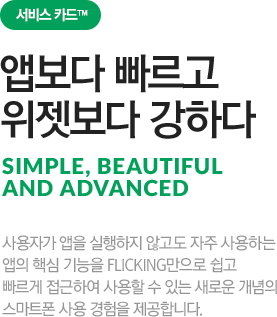 서비스 카드™
앱보다 빠르고
위젯보다 강하다
SIMPLE, BEAUTIFUL
AND ADVANCED
사용자가 앱을 실행하지 않고도 자주 사용하는
앱의 핵심 기능을 FLICKING만으로 쉽고
빠르게 접근하여 사용할 수 있는 새로운 개념의
스마트폰 사용 경험을 제공합니다.